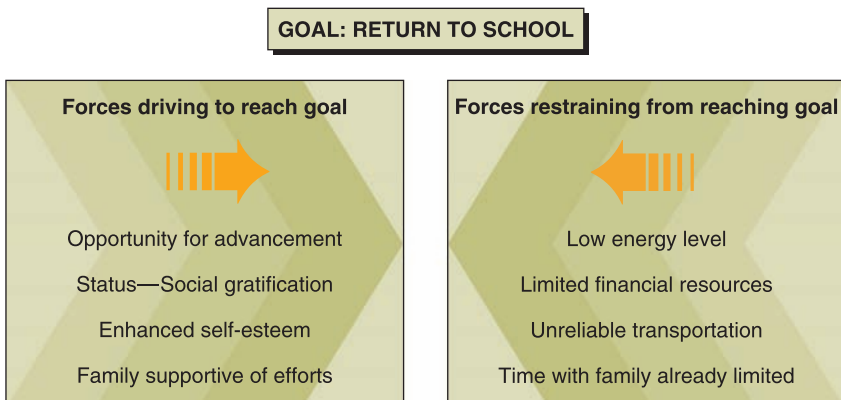 GOAL: RETURN TO SCHOOL
Forces driving to reach goal
Opportunity for advancement
Status—Social gratification
Enhanced self-esteem
Family supportive of efforts
Forces restraining from reaching goal
Low energy level
Limited financial resources
Unreliable transportation
Time with family already limited